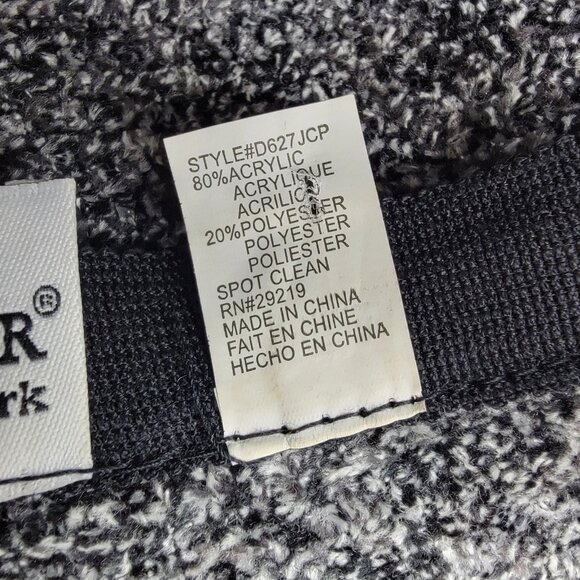 STYLE#D627JCP
80%ACRYLIC
ACRYLIQUE
ACRILICO
20%POLYESTER
POLYESTER
POLIESTER
SPOT CLEAN
RN#29219
MADE IN CHINA
FAIT EN CHINE
HECHO EN CHINA
R®
rk